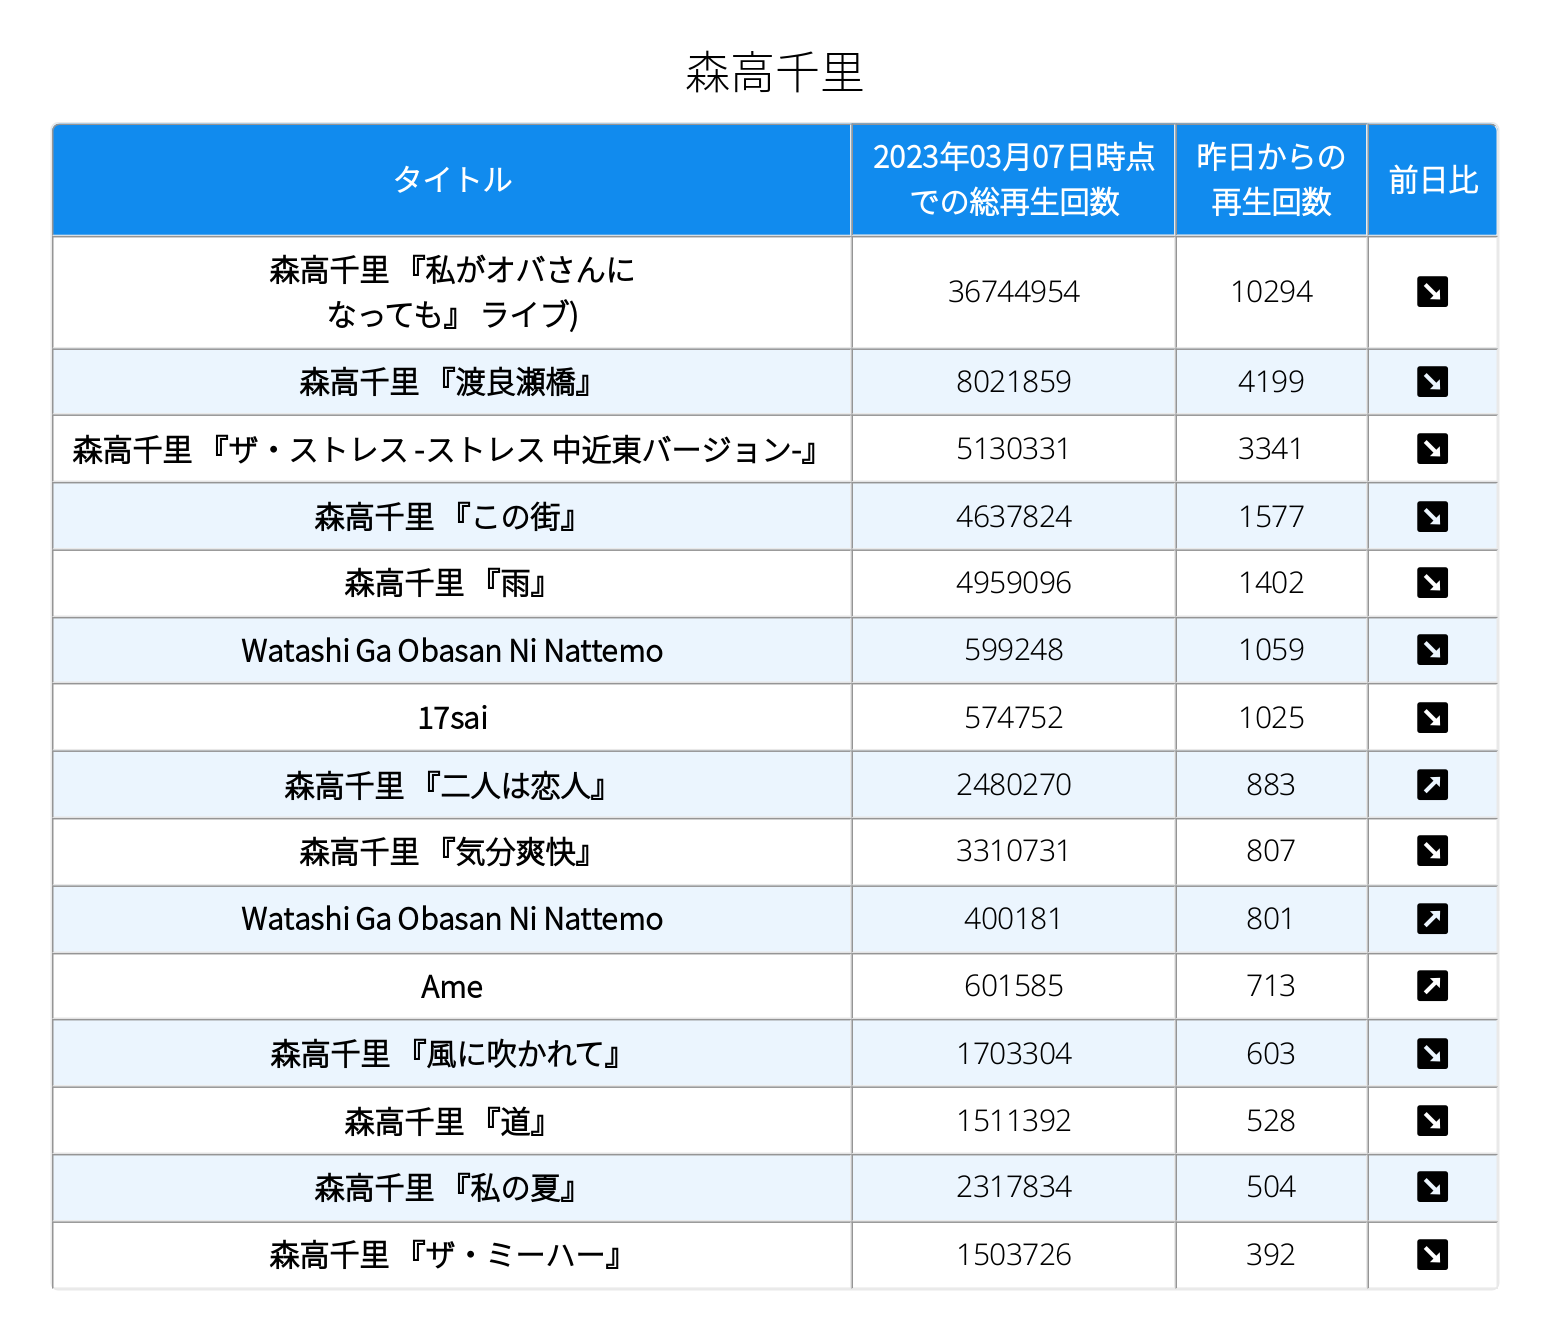 森高千里
タイトル
2023年03月07日時点
での総再生回数
昨日からの
再生回数
前日比
森高千里 『私がオバさんに
なっても』 ライブ)
36744954
10294
森高千里 『渡良瀬橋』
8021859
4199
森高千里 『ザ・ストレス -ストレス 中近東バージョン-』
5130331
3341
森高千里 『この街』
4637824
1577
森高千里 『雨』
4959096
1402
Watashi Ga Obasan Ni Nattemo
599248
1059
17sai
574752
1025
森高千里 『二人は恋人』
2480270
883
森高千里 『気分爽快』
3310731
807
Watashi Ga Obasan Ni Nattemo
400181
801
Ame
601585
713
森高千里 『風に吹かれて』
1703304
603
森高千里 『道』
1511392
528
森高千里 『私の夏』
2317834
504
森高千里 『ザ・ミーハー』
1503726
392